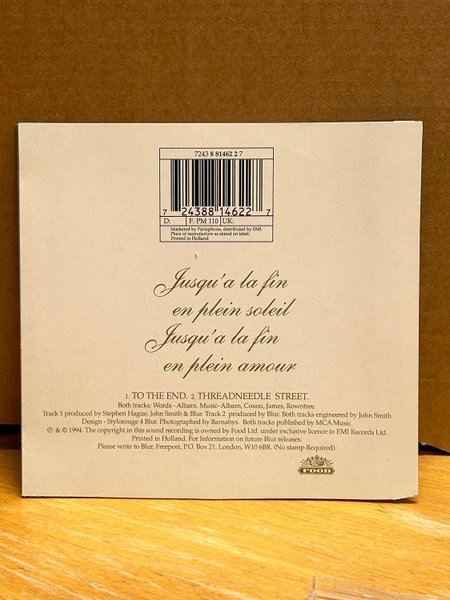 7243 8 81462 2 7
7 24388 14622 7
D: F: PM 110 UK:
Marketed by Parlophone, distributed by EMI.
Place of manufacture as stated on label.
Printed in Holland
Jusqu'a la fin
en plein soleil
Jusqu'a la fin
en plein amour
1. TO THE END. 2. THREADNEEDLE STREET.
Both tracks: Words - Albarn. Music- Albarn, Coxon, James, Rowntree.
Track 1 produced by Stephen Hague, John Smith & Blur. Track 2 produced by Blur. Both tracks engineered by John Smith.
Design - Stylorouge 4 Blur. Photographed by Barnabys. Both tracks published by MCA Music.
℗ & © 1994. The copyright in this sound recording is owned by Food Ltd. under exclusive licence to EMI Records Ltd.
Printed in Holland. For Information on future Blur releases:
Please write to Blur, Freepost, P.O. Box 21, London, W10 6BR. (No stamp Required).
FOOD